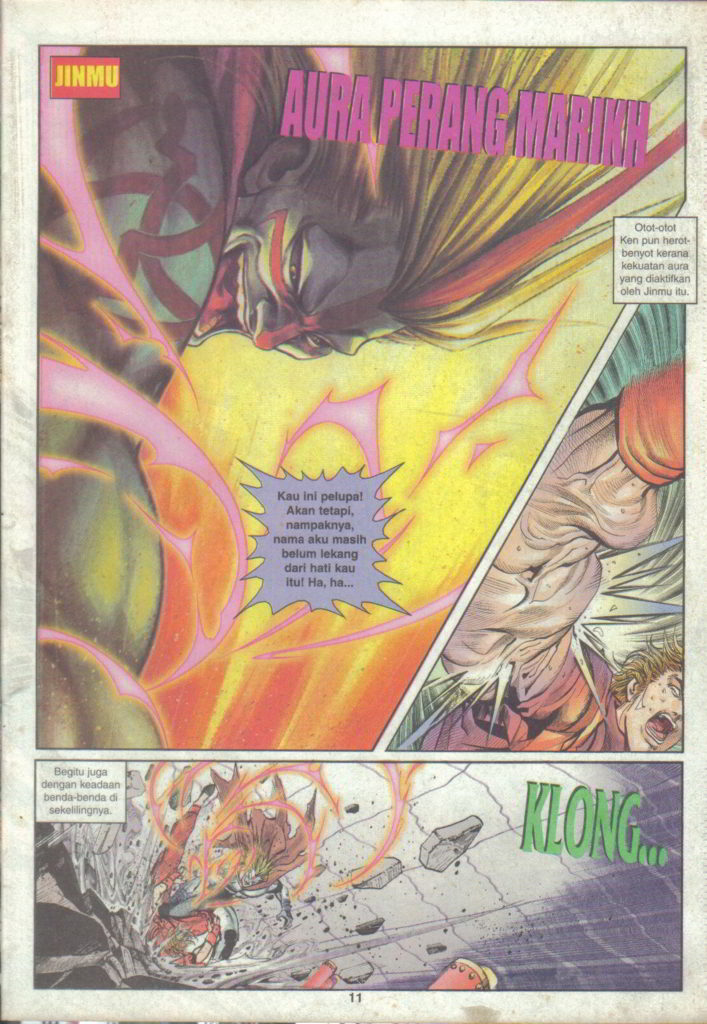 JINMU
AURA PERANG MARIKH
Otot-otot
Ken pun herot-
benyot kerana
kekuatan aura
yang diaktifkan
oleh Jinmu itu.
Kau ini pelupa!
Akan tetapi,
nampaknya,
nama aku masih
belum lekang
dari hati kau
itu! Ha, ha...
Begitu juga
dengan keadaan
benda-benda di
sekelilingnya.
KLONG...
11